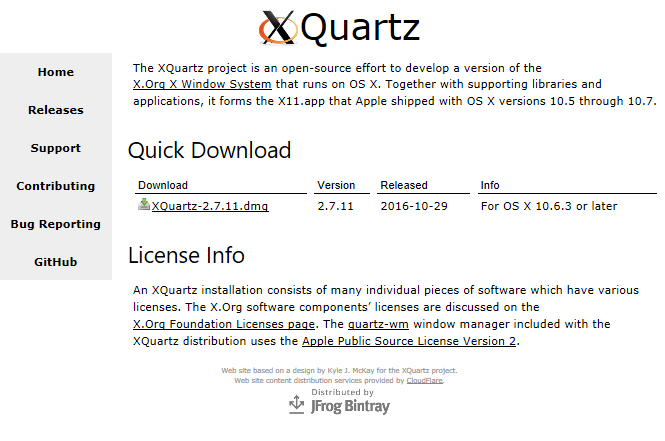 XQuartz
Home
Releases
Support
Contributing
Bug Reporting
GitHub
The XQuartz project is an open-source effort to develop a version of the
X.Org X Window System that runs on OS X. Together with supporting libraries and
applications, it forms the X11.app that Apple shipped with OS X versions 10.5 through 10.7.
Quick Download
Download Version Released Info
XQuartz-2.7.11.dmg 2.7.11 2016-10-29 For OS X 10.6.3 or later
License Info
An XQuartz installation consists of many individual pieces of software which have various
licenses. The X.Org software components’ licenses are discussed on the
X.Org Foundation Licenses page. The quartz-wm window manager included with the
XQuartz distribution uses the Apple Public Source License Version 2.
Web site based on a design by Kyle J. McKay for the XQuartz project.
Web site content distribution services provided by CloudFlare.
Distributed by
JFrog Bintray